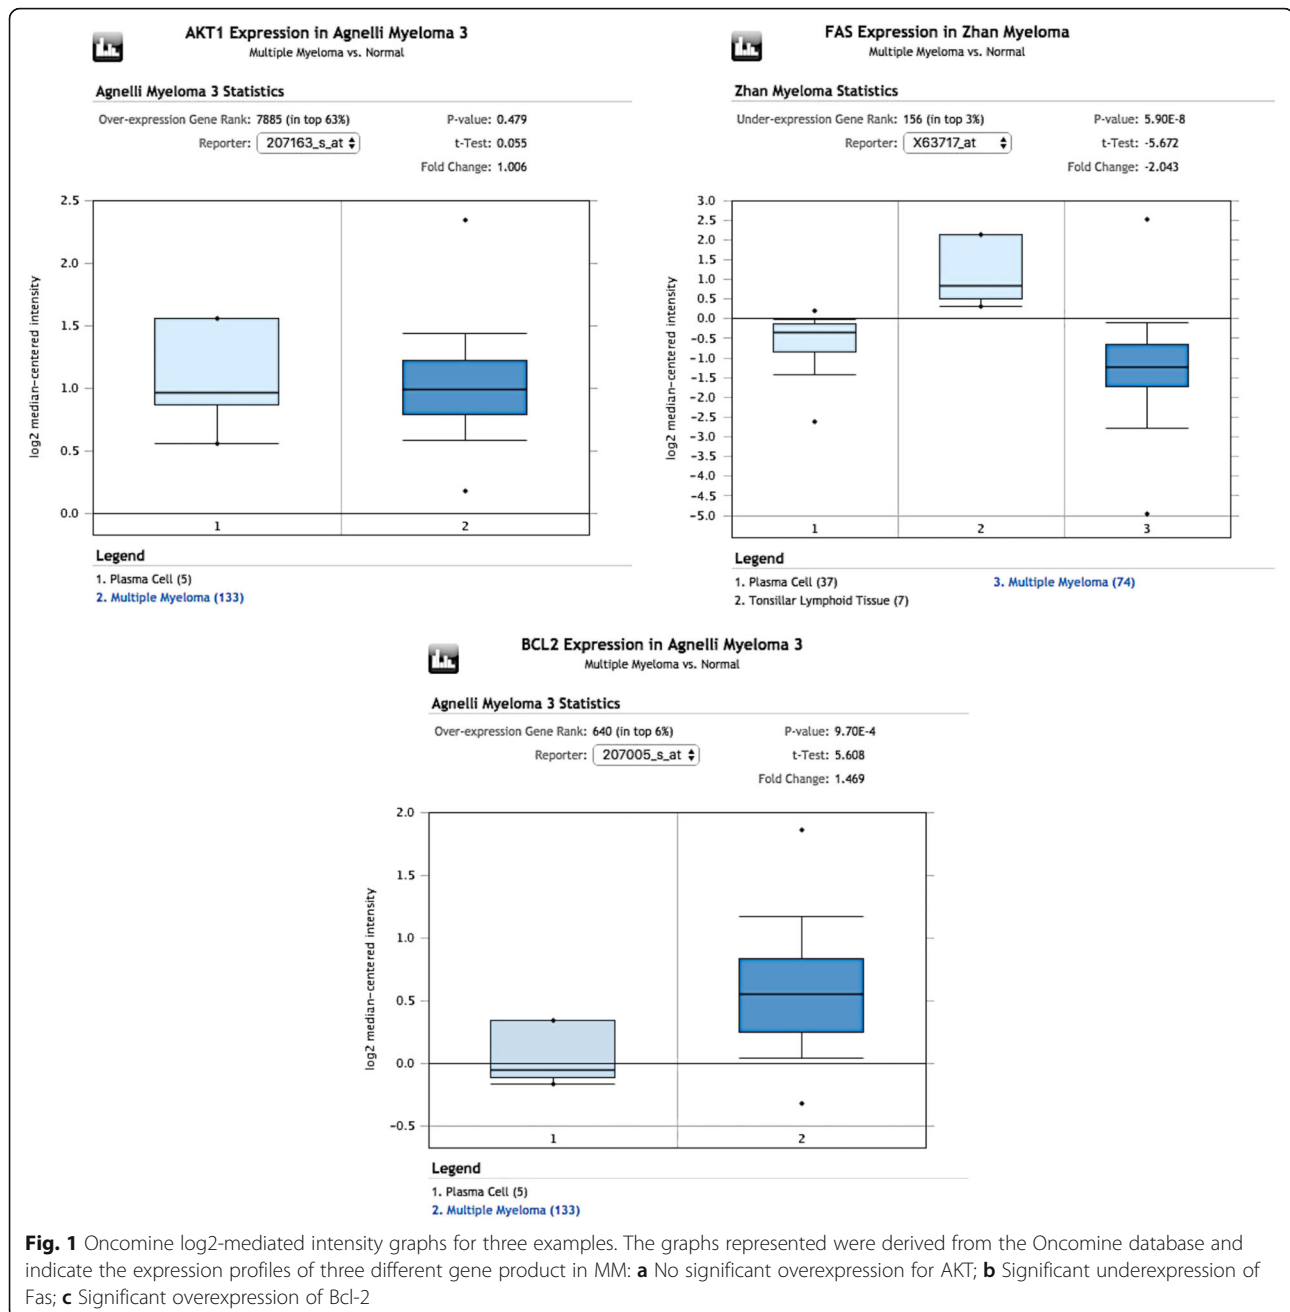 AKT1 Expression in Agnelli Myeloma 3
Multiple Myeloma vs. Normal
Agnelli Myeloma 3 Statistics
Over-expression Gene Rank: 7885 (in top 63%)
P-value: 0.479
Reporter: 207163_s_at
t-Test: 0.055
Fold Change: 1.006
log2 median-centered intensity
2.5
2.0
1.5
1.0
0.5
0.0
1
2
Legend
1. Plasma Cell (5)
2. Multiple Myeloma (133)
FAS Expression in Zhan Myeloma
Multiple Myeloma vs. Normal
Zhan Myeloma Statistics
Under-expression Gene Rank: 156 (in top 3%)
P-value: 5.90E-8
Reporter: X63717_at
t-Test: -5.672
Fold Change: -2.043
log2 median-centered intensity
3.0
2.5
2.0
1.5
1.0
0.5
0.0
-0.5
-1.0
-1.5
-2.0
-2.5
-3.0
-3.5
-4.0
-4.5
-5.0
1
2
3
Legend
1. Plasma Cell (37)
2. Tonsillar Lymphoid Tissue (7)
3. Multiple Myeloma (74)
BCL2 Expression in Agnelli Myeloma 3
Multiple Myeloma vs. Normal
Agnelli Myeloma 3 Statistics
Over-expression Gene Rank: 640 (in top 6%)
P-value: 9.70E-4
Reporter: 207005_s_at
t-Test: 5.608
Fold Change: 1.469
log2 median-centered intensity
2.0
1.5
1.0
0.5
0.0
-0.5
1
2
Legend
1. Plasma Cell (5)
2. Multiple Myeloma (133)
Fig. 1 Oncomine log2-mediated intensity graphs for three examples. The graphs represented were derived from the Oncomine database and
indicate the expression profiles of three different gene product in MM: a No significant overexpression for AKT; b Significant underexpression of
Fas; c Significant overexpression of Bcl-2